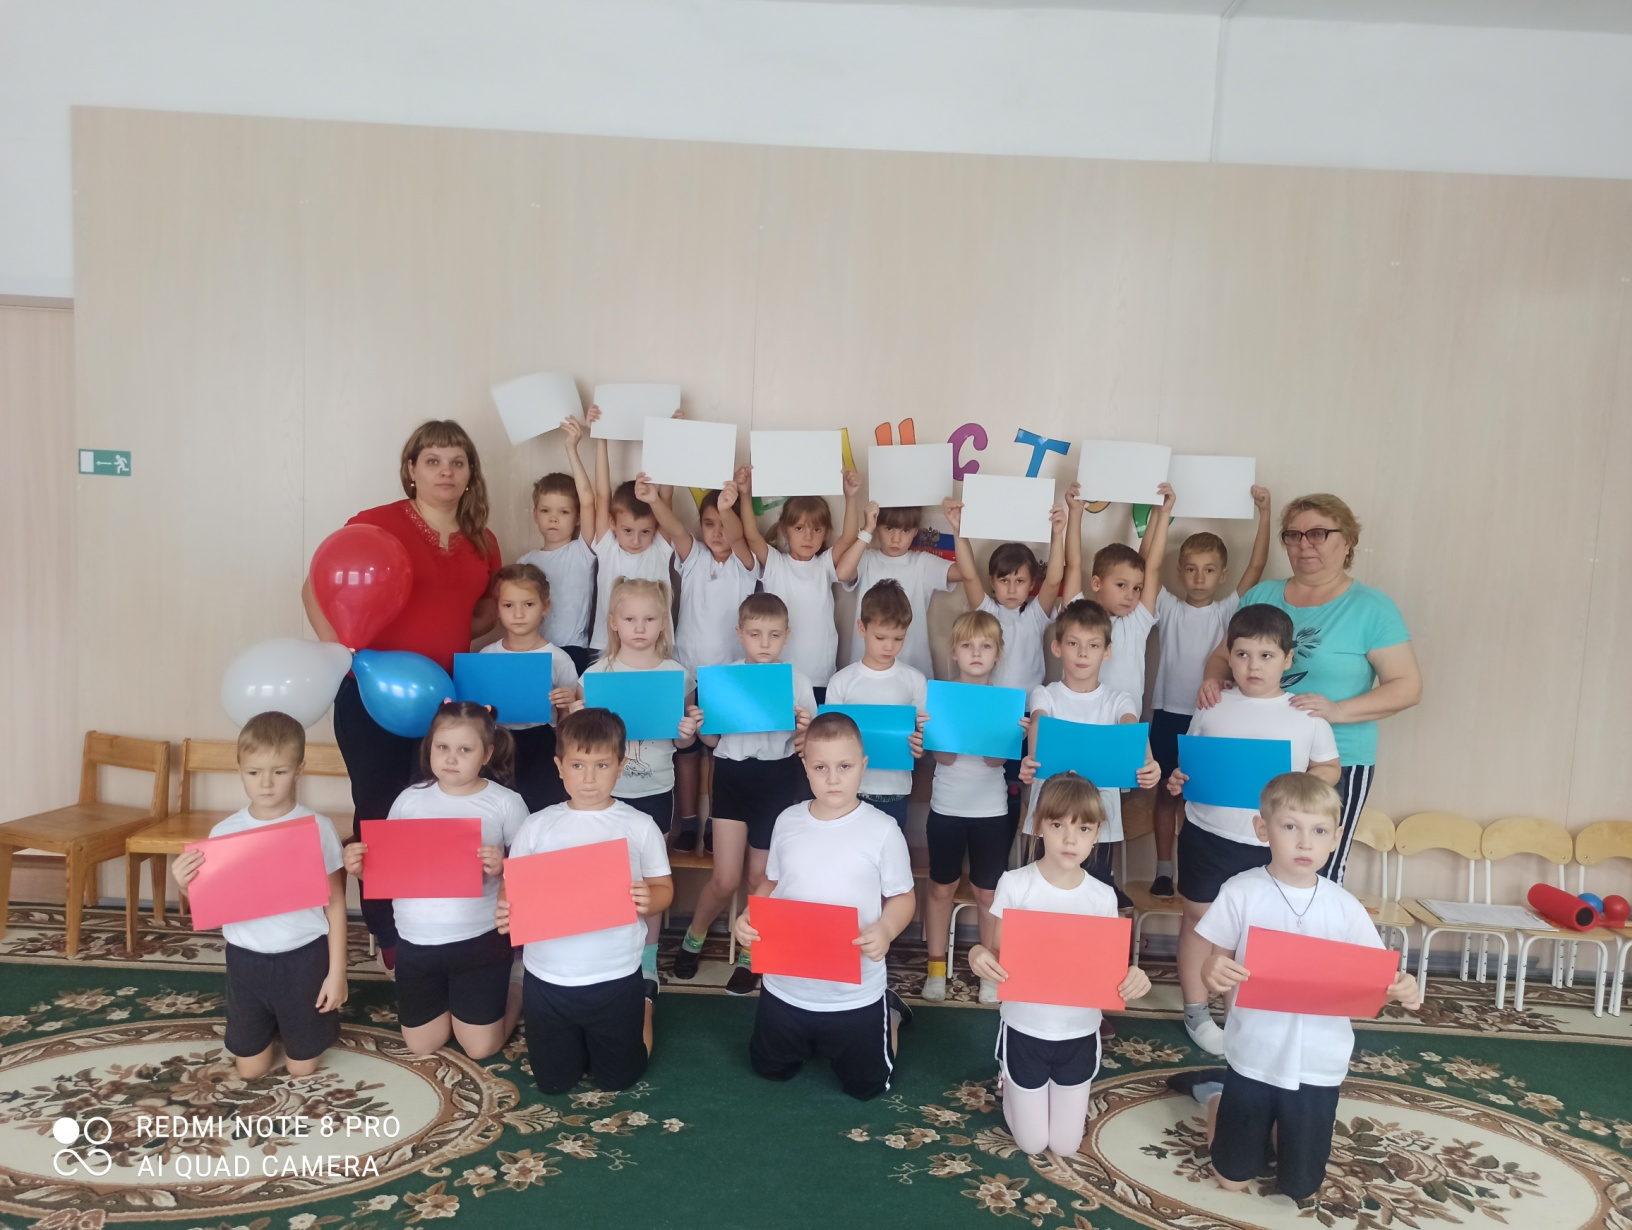 и с т
REDMI NOTE 8 PRO
AI QUAD CAMERA